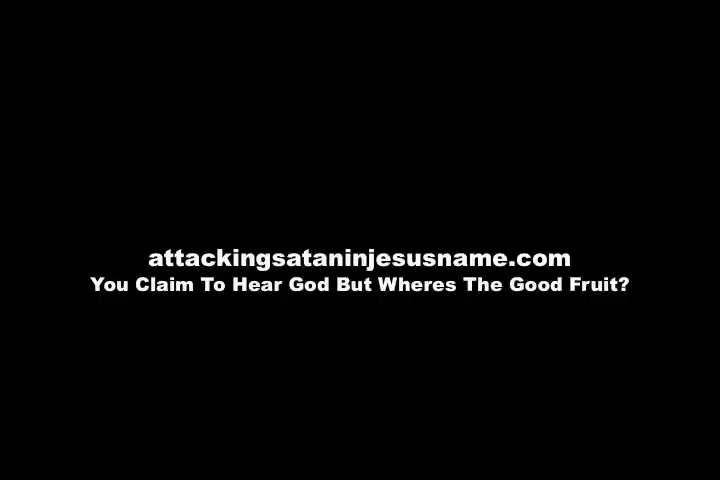 attackingsataninjesusname.com
You Claim To Hear God But Wheres The Good Fruit?